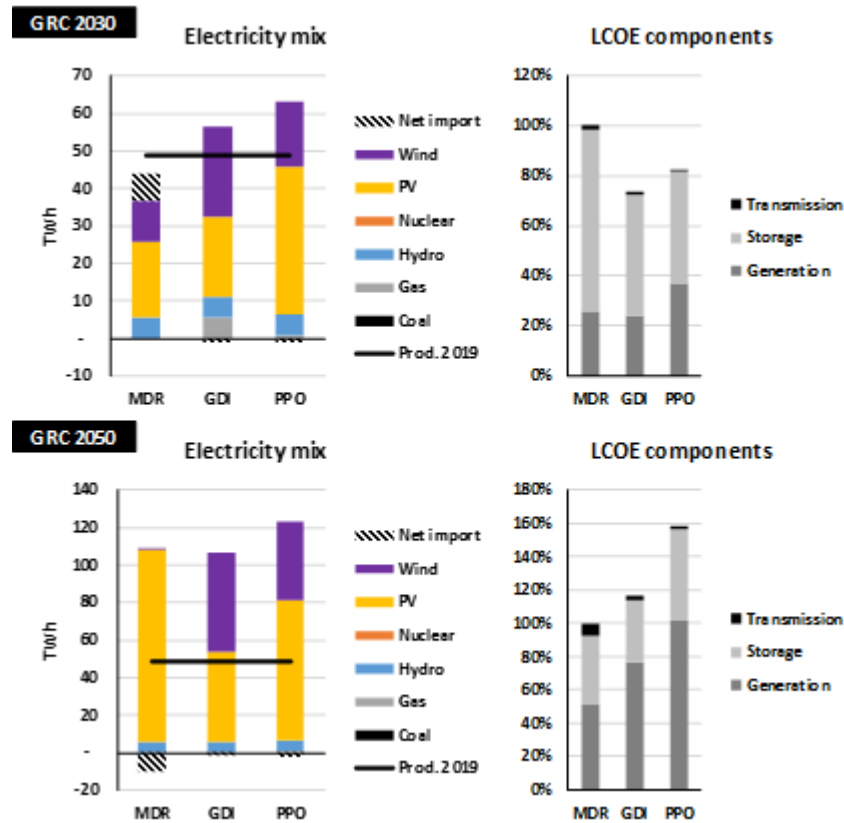 GRC 2030
Electricity mix
LCOE components
70
60
50
40
30
20
10
-
-10
TWh
MDR GDI PPO
Net import
Wind
PV
Nuclear
Hydro
Gas
Coal
Prod. 2019
120%
100%
80%
60%
40%
20%
0%
MDR GDI PPO
Transmission
Storage
Generation
GRC 2050
Electricity mix
LCOE components
140
120
100
80
60
40
20
-
-20
TWh
MDR GDI PPO
Net import
Wind
PV
Nuclear
Hydro
Gas
Coal
Prod. 2019
180%
160%
140%
120%
100%
80%
60%
40%
20%
0%
MDR GDI PPO
Transmission
Storage
Generation